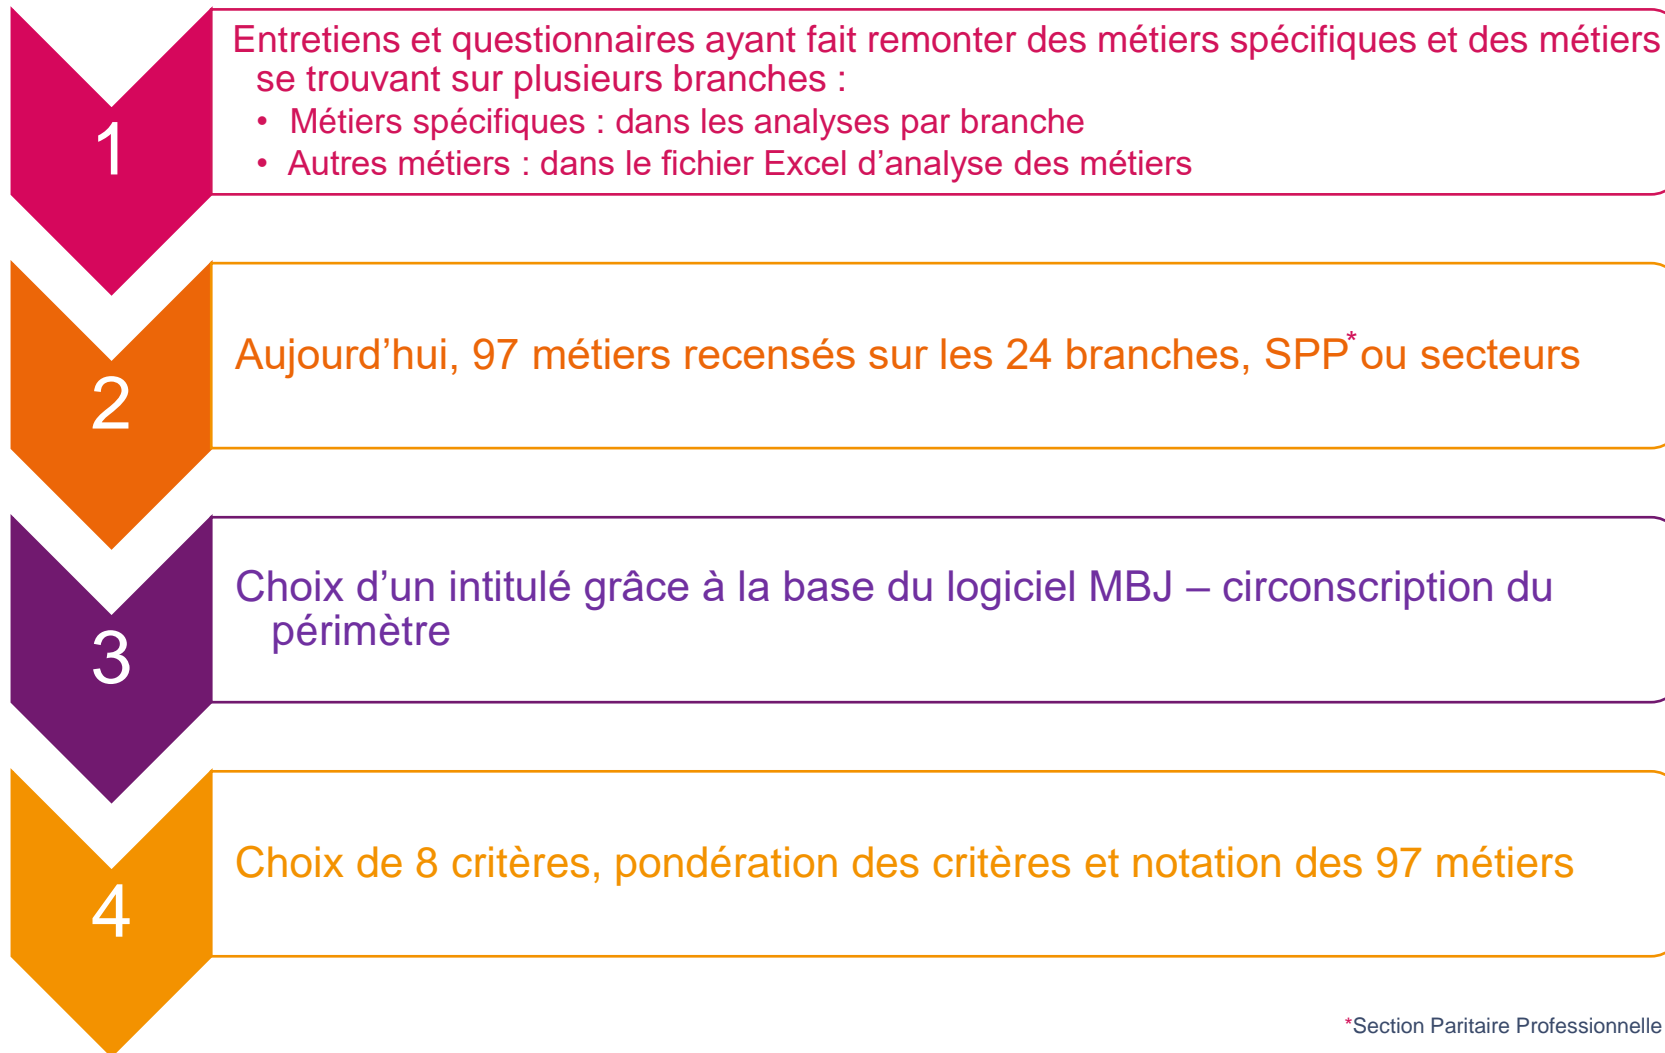 1
Entretiens et questionnaires ayant fait remonter des métiers spécifiques et des métiers
se trouvant sur plusieurs branches :
• Métiers spécifiques : dans les analyses par branche
• Autres métiers : dans le fichier Excel d’analyse des métiers
2
Aujourd’hui, 97 métiers recensés sur les 24 branches, SPP* ou secteurs
3
Choix d’un intitulé grâce à la base du logiciel MBJ – circonscription du
périmètre
4
Choix de 8 critères, pondération des critères et notation des 97 métiers
*Section Paritaire Professionnelle